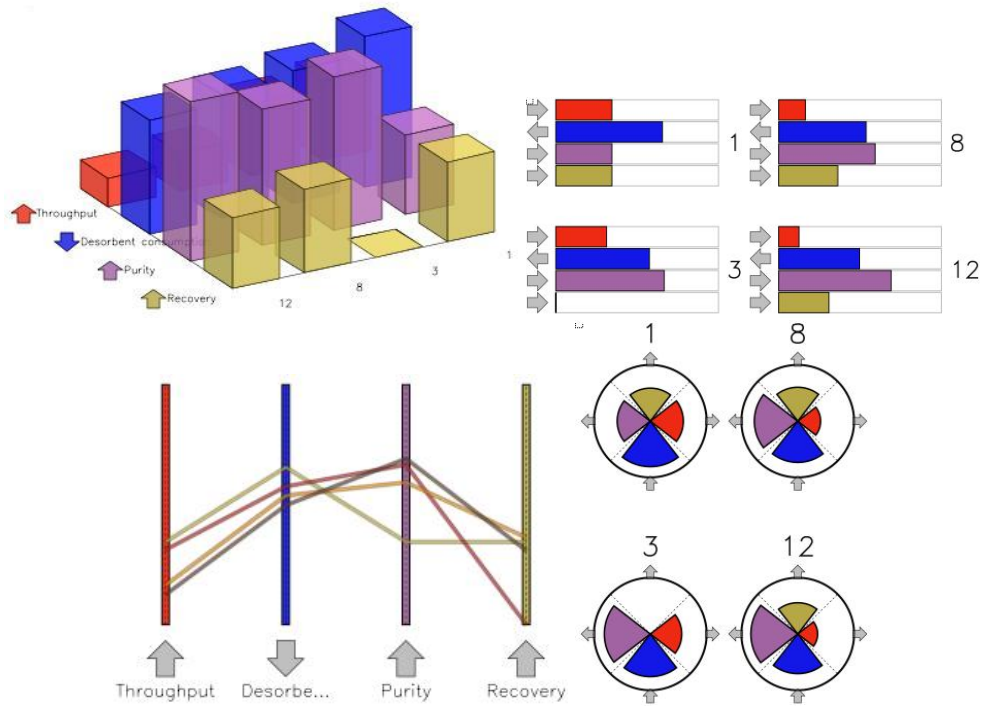 Throughput
Desorbent consumption
Purity
Recovery
12
8
3
1
1
8
3
12
1
8
3
12
Throughput
Desorbe...
Purity
Recovery